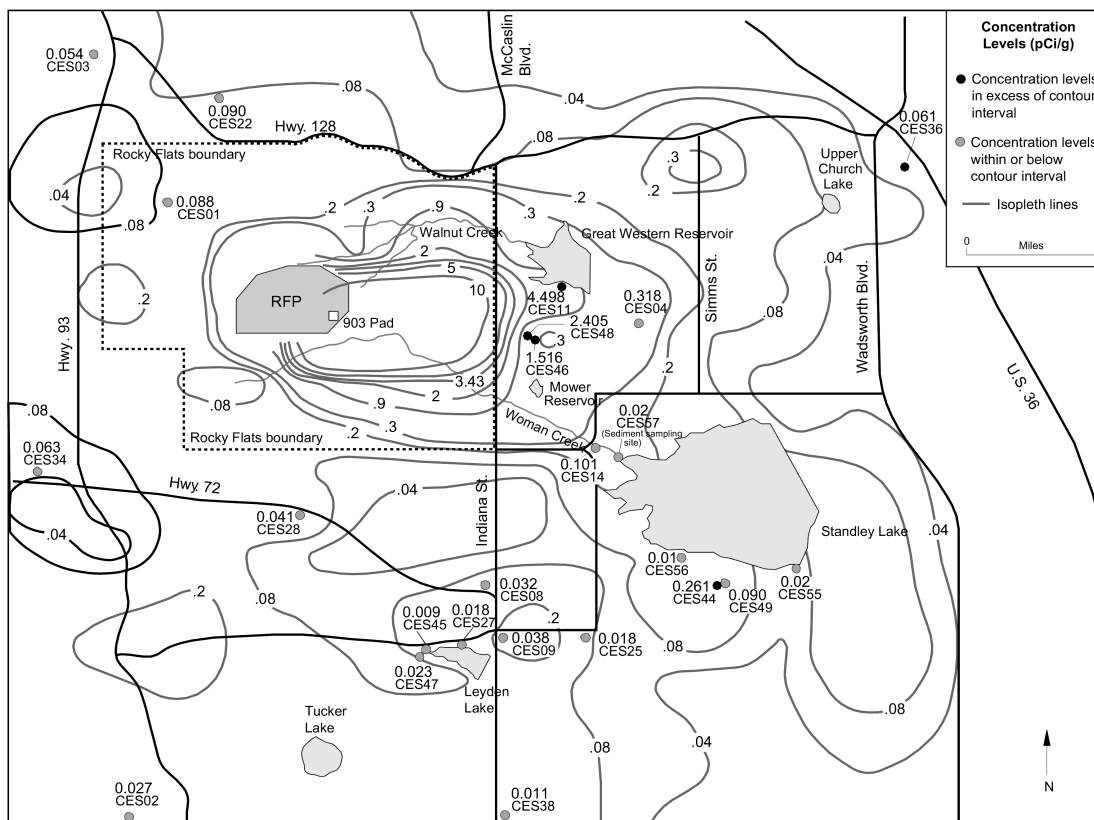 Concentration
Levels (pCi/g)
Concentration levels
in excess of contour
interval
Concentration levels
within or below
contour interval
Isopleth lines
0
Miles
0.054
CES03
McCaslin
Blvd.
.08
.04
0.090
CES22
Hwy. 128
.08
0.061
CES36
Rocky Flats boundary
.3
.2
Upper
Church
Lake
.04
0.088
CES01
.08
.2
.3
.9
.2
.3
Walnut Creek
Great Western Reservoir
2
5
10
.04
.2
RFP
903 Pad
4.498
CES11
0.318
CES04
Simms St.
.08
Wadsworth Blvd.
Hwy. 93
2.405
CES48
3
1.516
CES46
.2
U.S. 36
3.43
Mower
Reservoir
2
.9
.08
.3
.2
.08
Rocky Flats boundary
Woman Creek
0.02
CES57
(Sediment sampling
site)
0.063
CES34
0.101
CES14
Hwy. 72
.04
Indiana St.
0.041
CES28
.04
Standley Lake
.04
0.01
CES56
0.261
CES44
0.090
CES49
0.02
CES55
0.032
CES08
.2
.08
0.009
CES45
0.018
CES27
.2
0.038
CES09
0.018
CES25
.08
0.023
CES47
Leyden
Lake
Tucker
Lake
.08
.08
.04
0.027
CES02
0.011
CES38
N